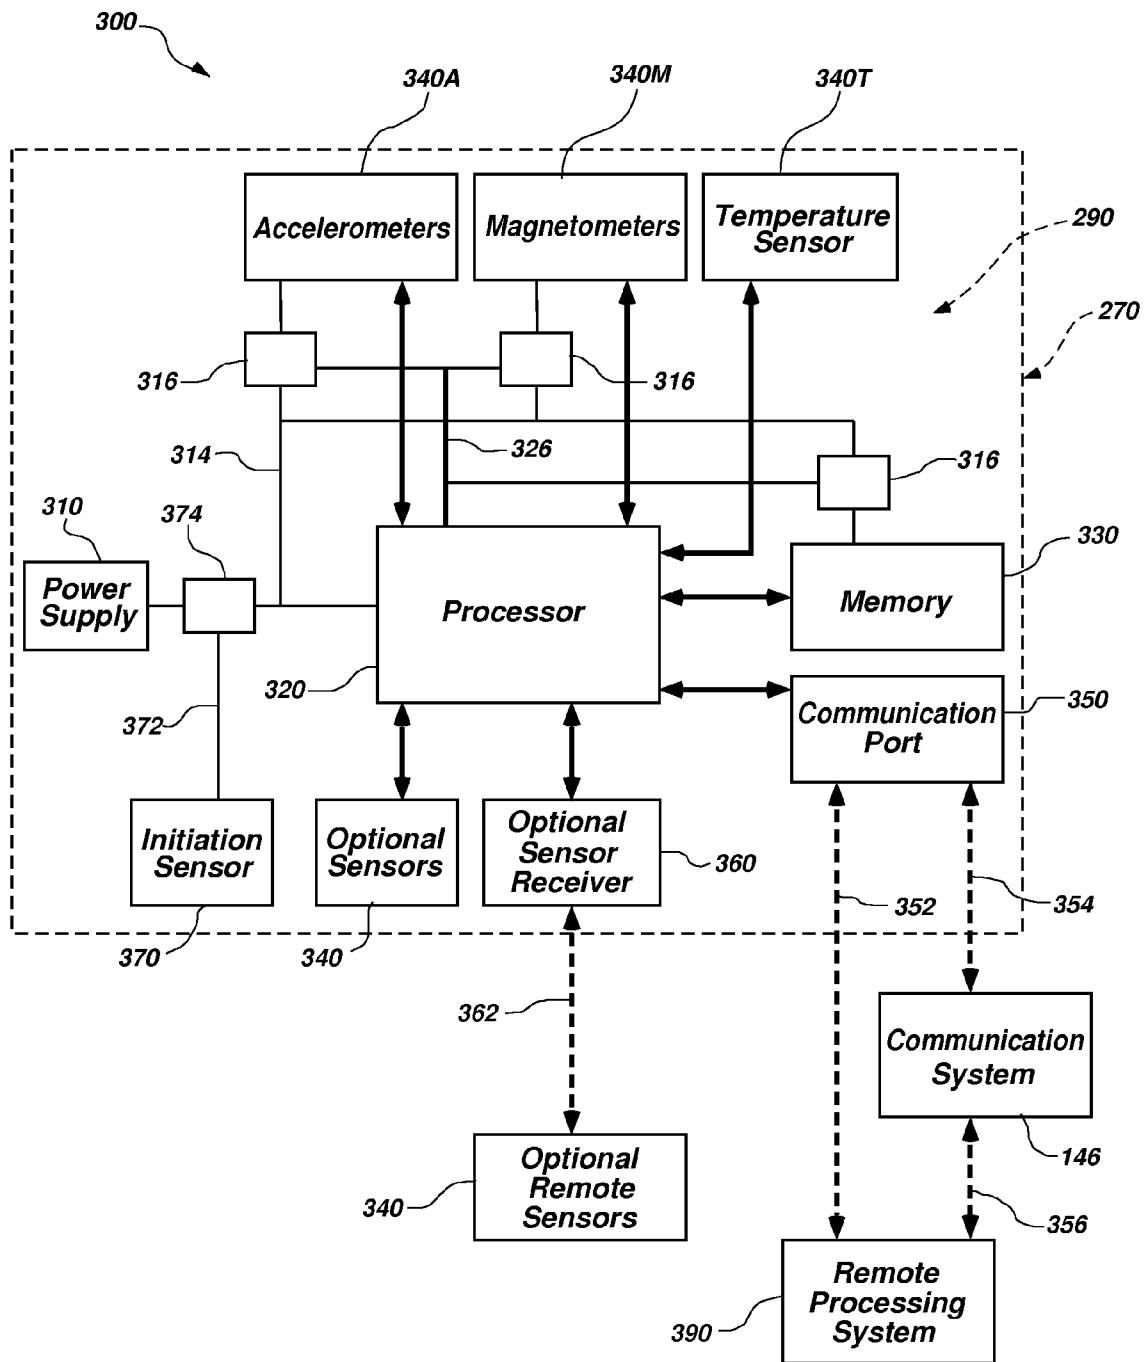 300
340A
340M
340T
Accelerometers
Magnetometers
Temperature
Sensor
290
270
316
316
314
326
316
310
374
330
Power
Supply
Processor
Memory
320
372
Communication
Port
350
Initiation
Sensor
Optional
Sensors
Optional
Sensor
Receiver
360
352
354
370
340
362
Communication
System
146
Optional
Remote
Sensors
340
356
Remote
Processing
System
390